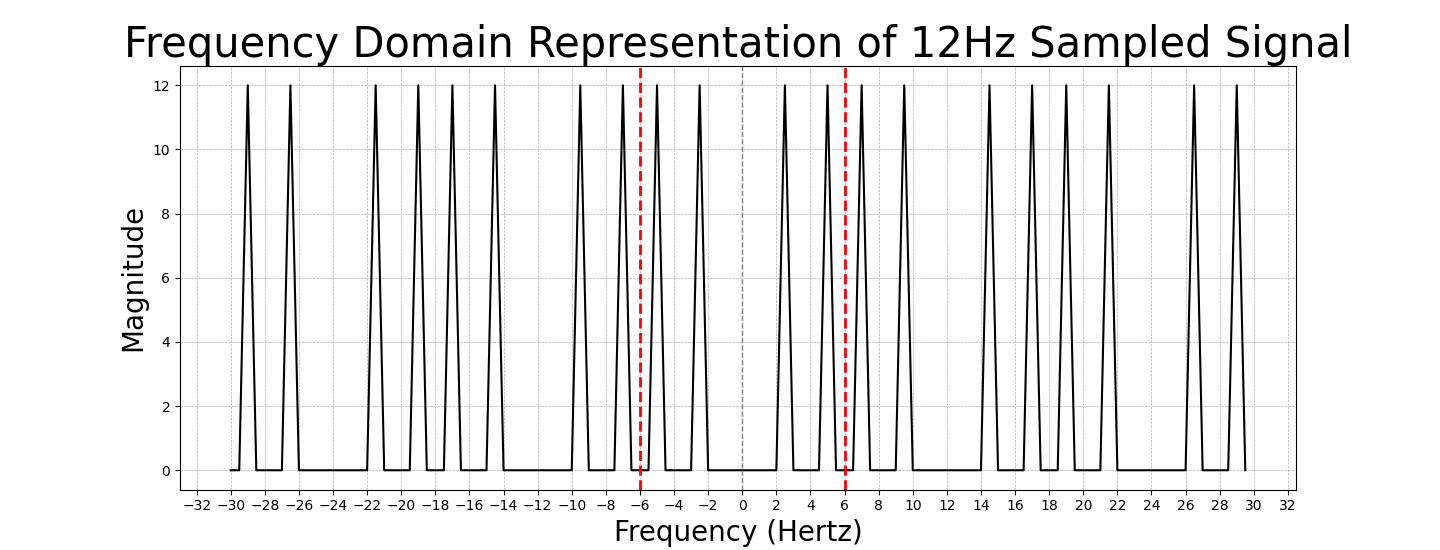 Frequency Domain Representation of 12Hz Sampled Signal
12
10
8
6
4
2
0
Magnitude
−32 −30 −28 −26 −24 −22 −20 −18 −16 −14 −12 −10 −8 −6 −4 −2 0 2 4 6 8 10 12 14 16 18 20 22 24 26 28 30 32
Frequency (Hertz)